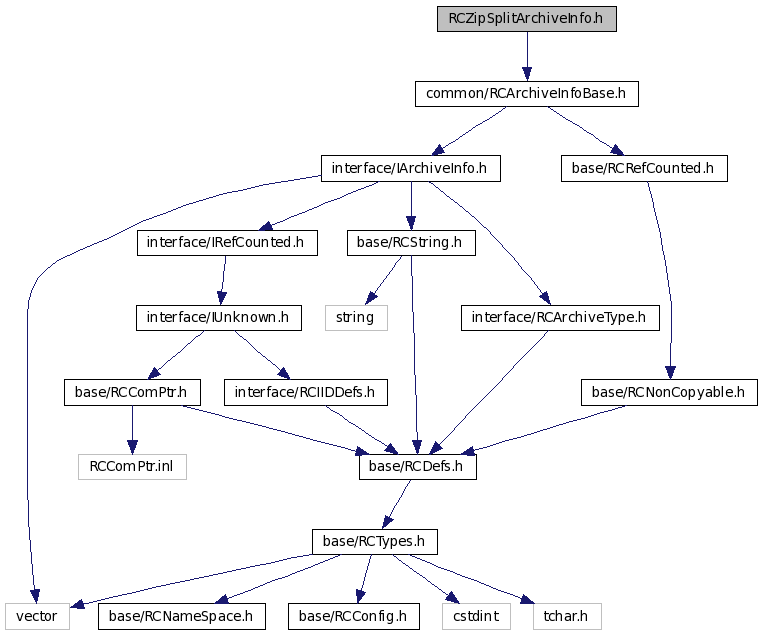 RCZipSplitArchiveInfo.h
common/RCArchiveInfoBase.h
interface/IArchiveInfo.h
base/RCRefCounted.h
interface/IRefCounted.h
base/RCString.h
string
interface/IUnknown.h
interface/RCArchiveType.h
base/RCComPtr.h
interface/RCIIDDefs.h
base/RCNonCopyable.h
RCComPtr.inl
base/RCDefs.h
base/RCTypes.h
vector
base/RCNameSpace.h
base/RCConfig.h
cstdint
tchar.h